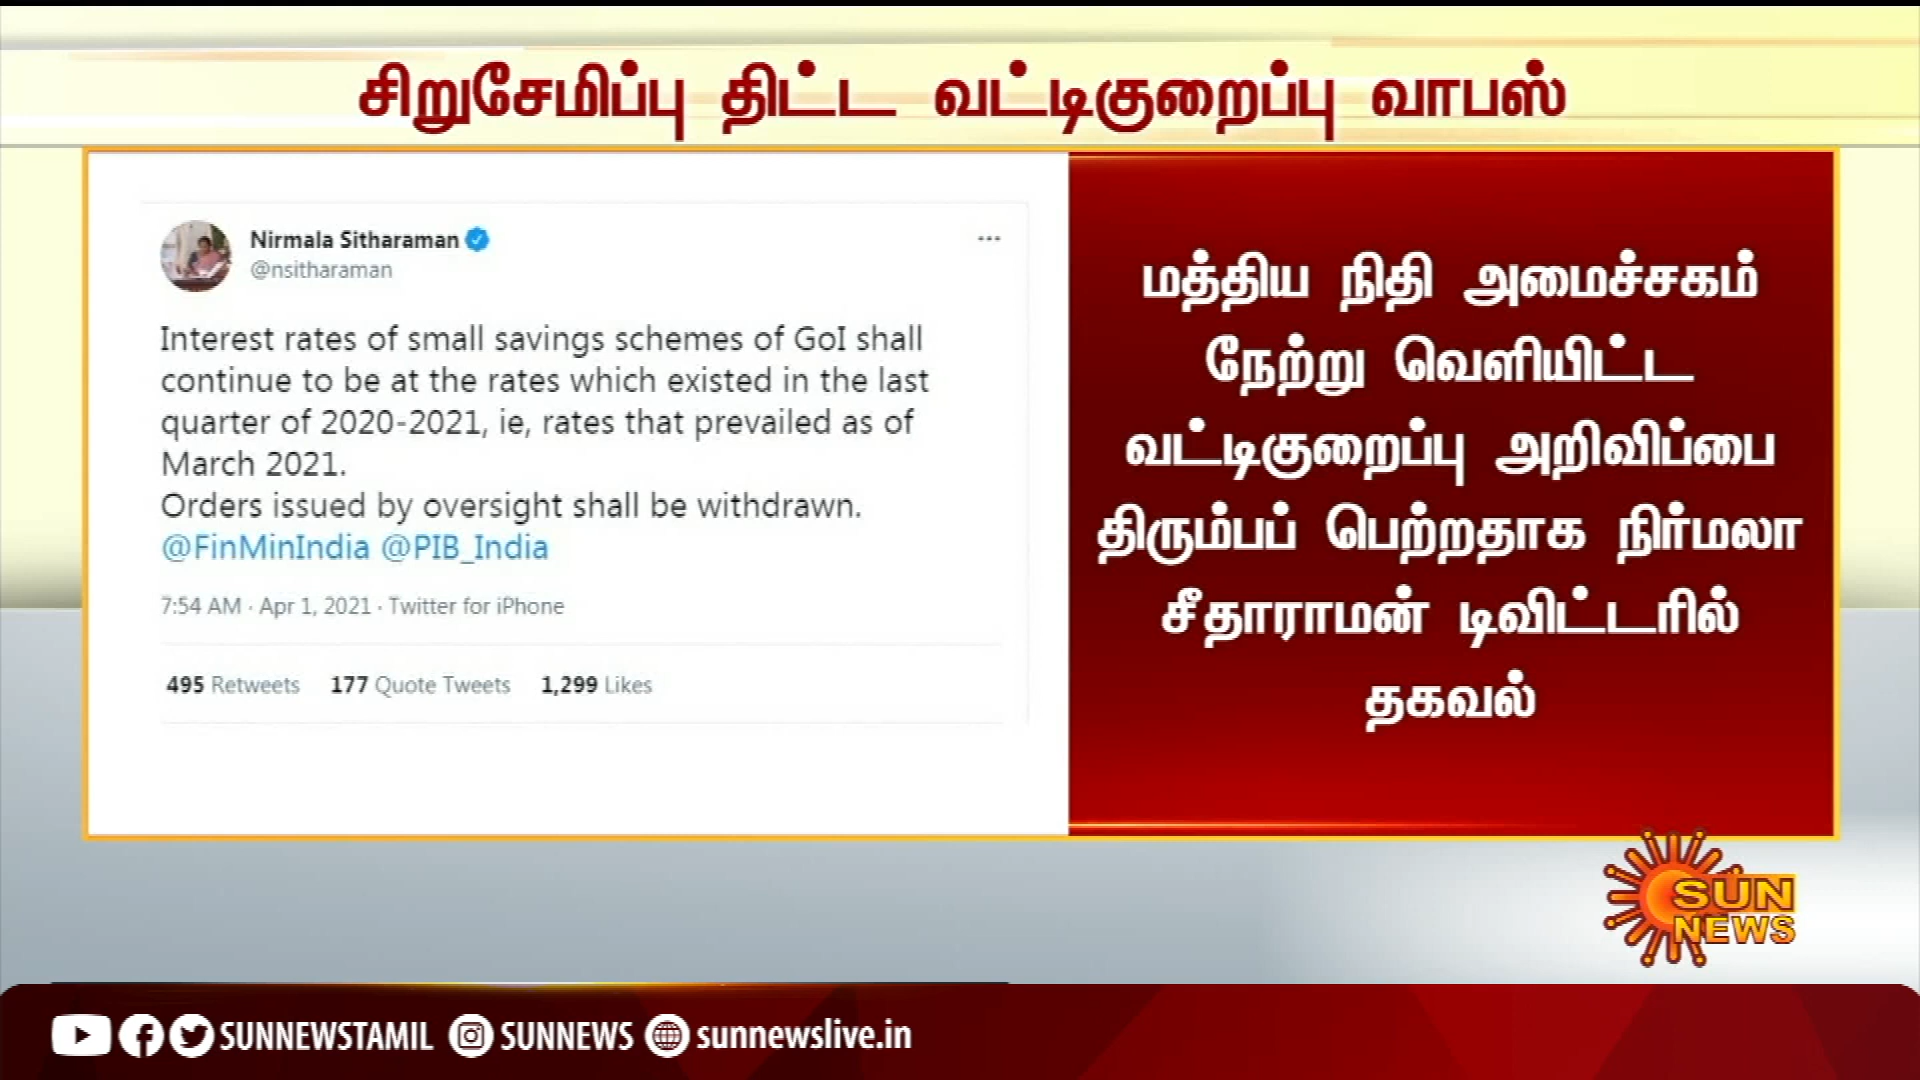 சிறுசேமிப்பு திட்ட வட்டிகுறைப்பு வாபஸ்
Nirmala Sitharaman
@nsitharaman
Interest rates of small savings schemes of GoI shall
continue to be at the rates which existed in the last
quarter of 2020-2021, ie, rates that prevailed as of
March 2021.
Orders issued by oversight shall be withdrawn.
@FinMinIndia @PIB_India
7:54 AM · Apr 1, 2021 · Twitter for iPhone
495 Retweets 177 Quote Tweets 1,299 Likes
மத்திய நிதி அமைச்சகம்
நேற்று வெளியிட்ட
வட்டிகுறைப்பு அறிவிப்பை
திரும்பப் பெற்றதாக நிர்மலா
சீதாராமன் டிவிட்டரில்
தகவல்
SUN
NEWS
SUNNEWSTAMIL SUNNEWS sunnewslive.in